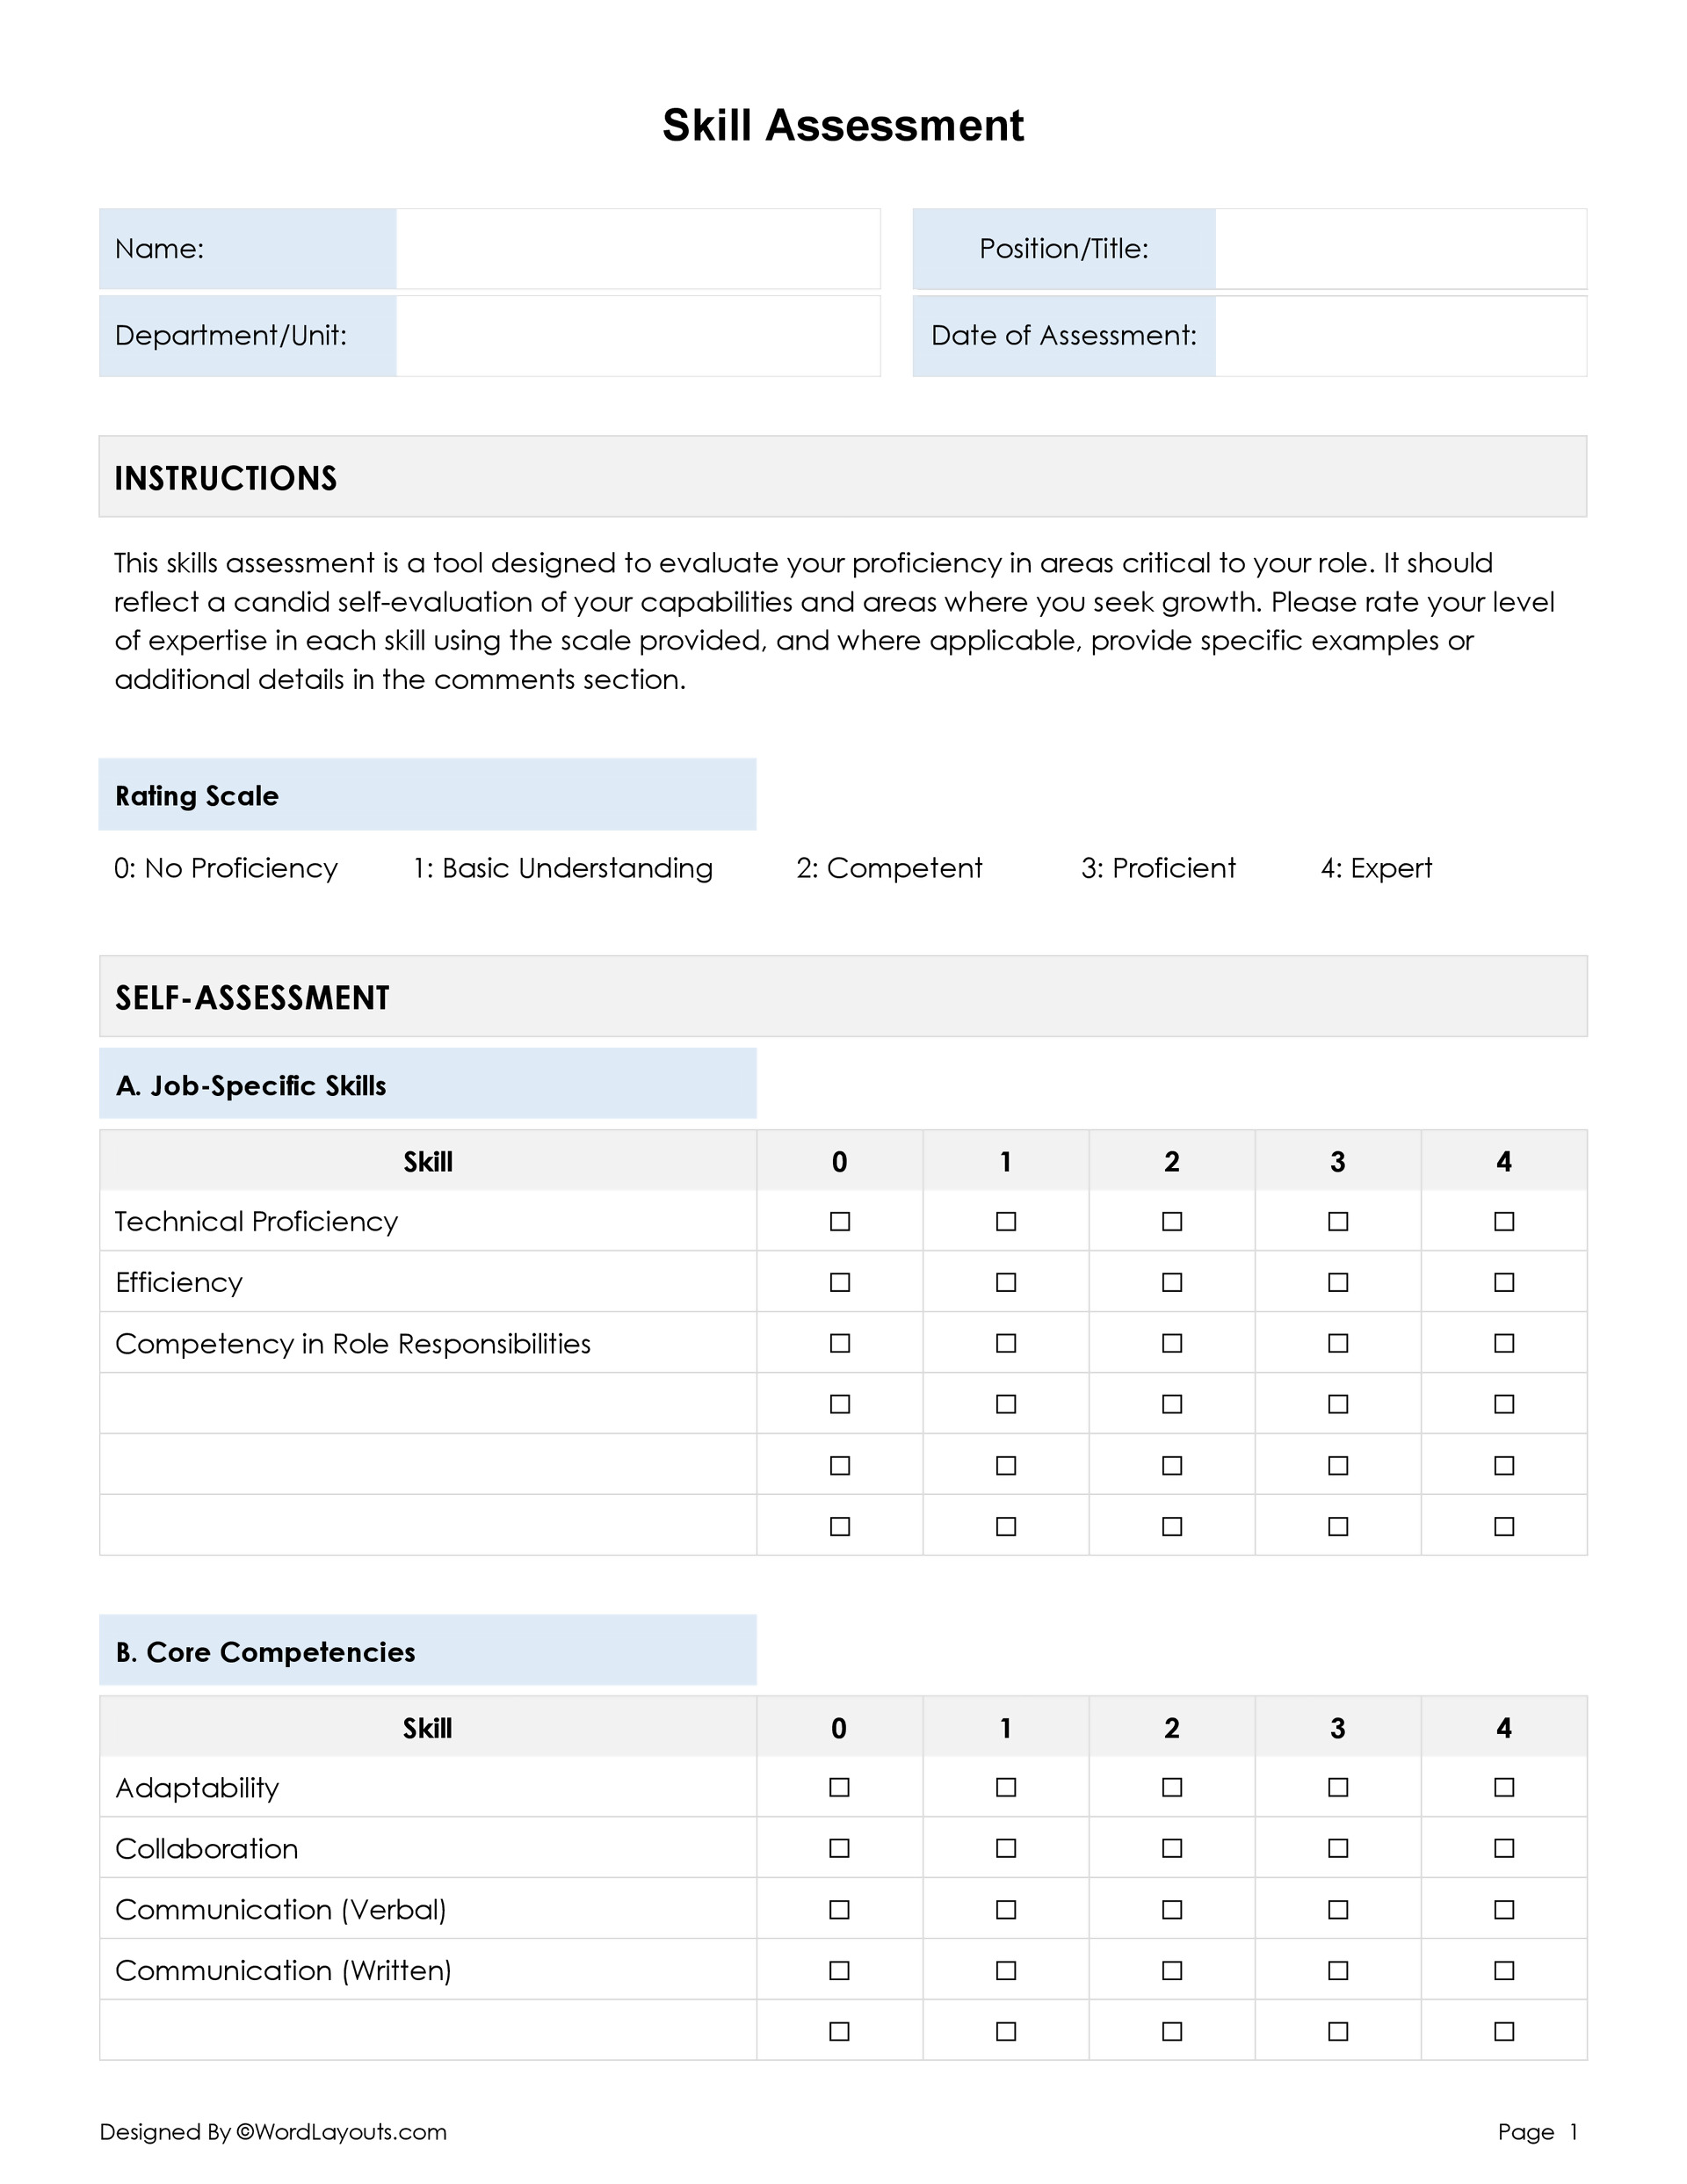 Skill Assessment
Name:
Position/Title:
Department/Unit:
Date of Assessment:
INSTRUCTIONS
This skills assessment is a tool designed to evaluate your proficiency in areas critical to your role. It should
reflect a candid self-evaluation of your capabilities and areas where you seek growth. Please rate your level
of expertise in each skill using the scale provided, and where applicable, provide specific examples or
additional details in the comments section.
Rating Scale
0: No Proficiency 1: Basic Understanding 2: Competent 3: Proficient 4: Expert
SELF-ASSESSMENT
A. Job-Specific Skills
Skill 0 1 2 3 4
Technical Proficiency ☐ ☐ ☐ ☐ ☐
Efficiency ☐ ☐ ☐ ☐ ☐
Competency in Role Responsibilities ☐ ☐ ☐ ☐ ☐
☐ ☐ ☐ ☐ ☐
☐ ☐ ☐ ☐ ☐
☐ ☐ ☐ ☐ ☐
B. Core Competencies
Skill 0 1 2 3 4
Adaptability ☐ ☐ ☐ ☐ ☐
Collaboration ☐ ☐ ☐ ☐ ☐
Communication (Verbal) ☐ ☐ ☐ ☐ ☐
Communication (Written) ☐ ☐ ☐ ☐ ☐
☐ ☐ ☐ ☐ ☐
Designed By ©WordLayouts.com Page 1